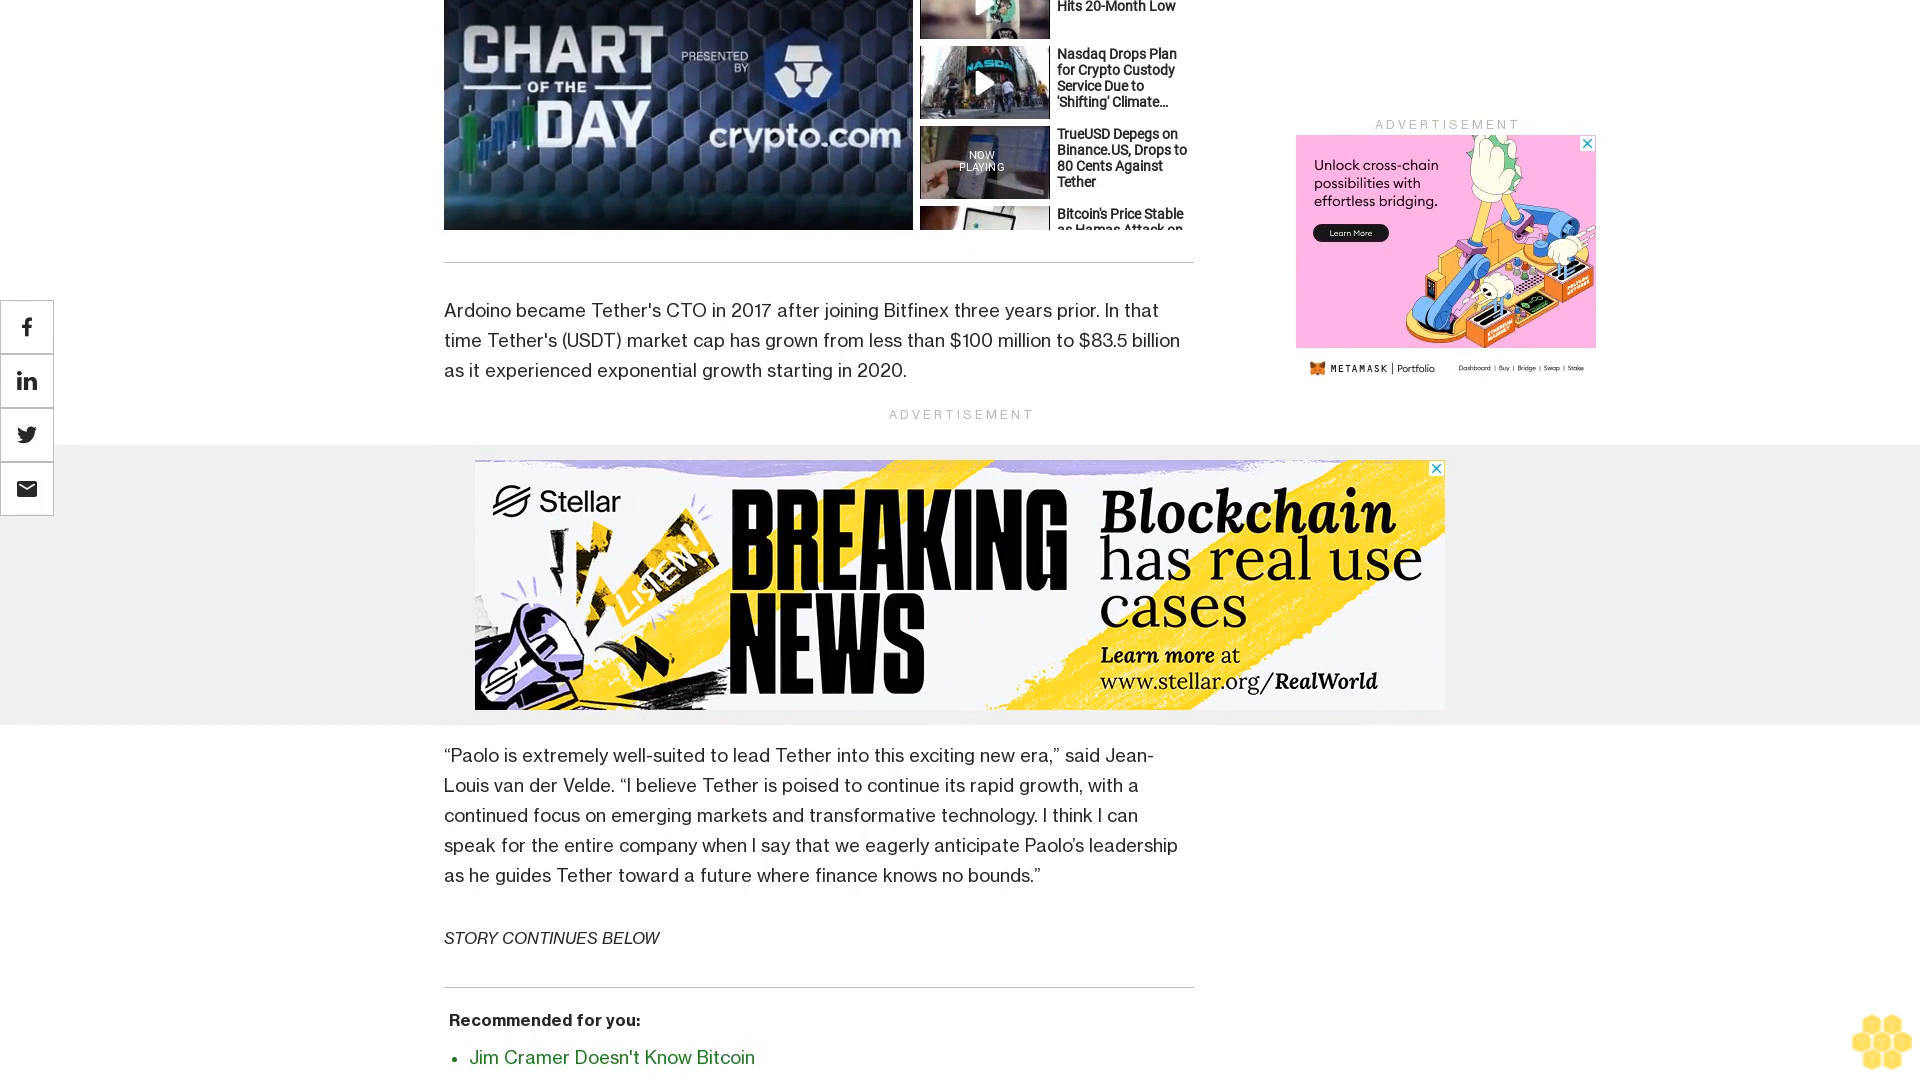 CHART
OF THE
DAY
PRESENTED
BY
crypto.com
Hits 20-Month Low
NASDAQ
Nasdaq Drops Plan
for Crypto Custody
Service Due to
'Shifting' Climate...
NOW
PLAYING
TrueUSD Depegs on
Binance.US, Drops to
80 Cents Against
Tether
Bitcoin's Price Stable
as Hamas Attack on
ADVERTISEMENT
Unlock cross-chain
possibilities with
effortless bridging.
Learn More
METAMASK | Portfolio
Dashboard | Buy | Bridge | Swap | Stake
Ardoino became Tether's CTO in 2017 after joining Bitfinex three years prior. In that
time Tether's (USDT) market cap has grown from less than $100 million to $83.5 billion
as it experienced exponential growth starting in 2020.
ADVERTISEMENT
Stellar
LISTEN!
BREAKING
NEWS
Blockchain
has real use
cases
Learn more at
www.stellar.org/RealWorld
“Paolo is extremely well-suited to lead Tether into this exciting new era,” said Jean-
Louis van der Velde. “I believe Tether is poised to continue its rapid growth, with a
continued focus on emerging markets and transformative technology. I think I can
speak for the entire company when I say that we eagerly anticipate Paolo’s leadership
as he guides Tether toward a future where finance knows no bounds.”
STORY CONTINUES BELOW
Recommended for you:
• Jim Cramer Doesn't Know Bitcoin